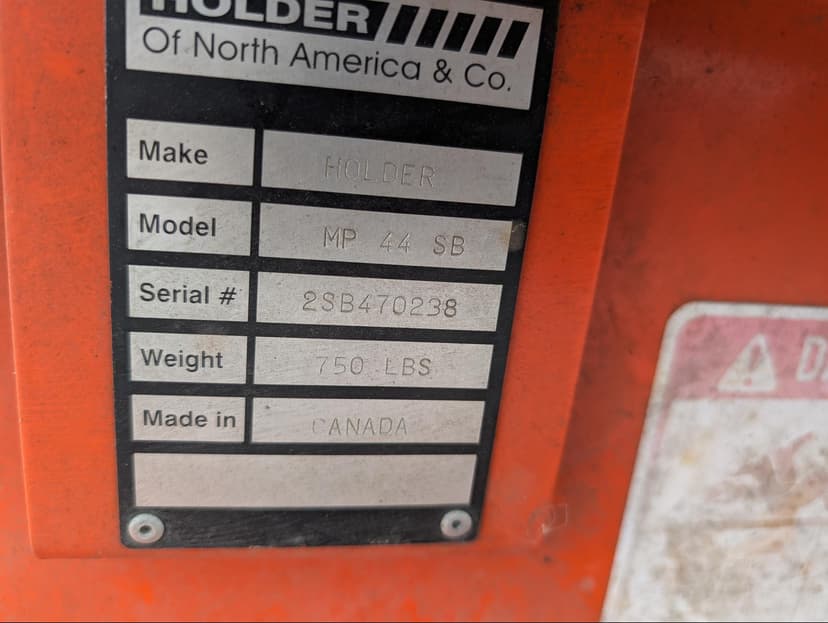 HOLDER
Of North America & Co.
Make HOLDER
Model MP 44 SB
Serial # 2SB470238
Weight 750 LBS
Made in CANADA